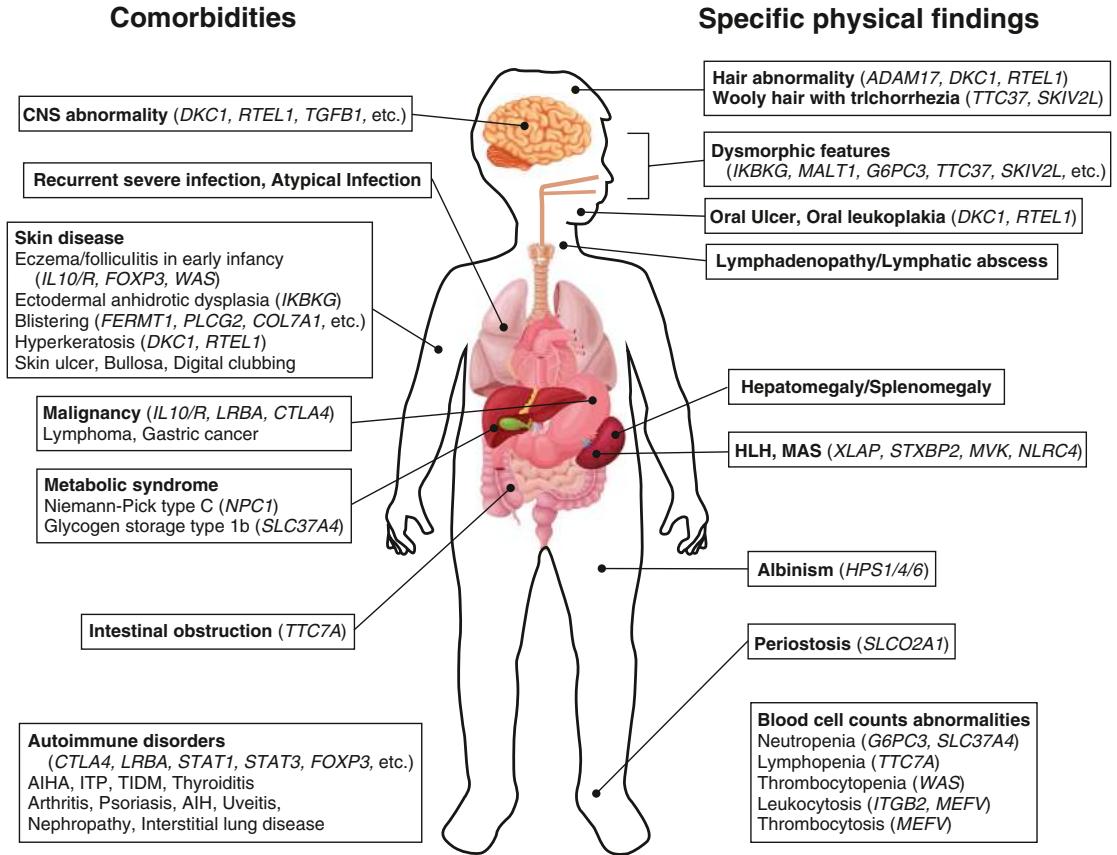 Comorbidities
CNS abnormality (DKC1, RTEL1, TGFB1, etc.)
Recurrent severe infection, Atypical Infection
Skin disease
Eczema/folliculitis in early infancy
(IL10/R, FOXP3, WAS)
Ectodermal anhidrotic dysplasia (IKBKG)
Blistering (FERMT1, PLCG2, COL7A1, etc.)
Hyperkeratosis (DKC1, RTEL1)
Skin ulcer, Bullosa, Digital clubbing
Malignancy (IL10/R, LRBA, CTLA4)
Lymphoma, Gastric cancer
Metabolic syndrome
Niemann-Pick type C (NPC1)
Glycogen storage type 1b (SLC37A4)
Intestinal obstruction (TTC7A)
Autoimmune disorders
(CTLA4, LRBA, STAT1, STAT3, FOXP3, etc.)
AIHA, ITP, TIDM, Thyroiditis
Arthritis, Psoriasis, AIH, Uveitis,
Nephropathy, Interstitial lung disease
Specific physical findings
Hair abnormality (ADAM17, DKC1, RTEL1)
Wooly hair with trichorrhezia (TTC37, SKIV2L)
Dysmorphic features
(IKBKG, MALT1, G6PC3, TTC37, SKIV2L, etc.)
Oral Ulcer, Oral leukoplakia (DKC1, RTEL1)
Lymphadenopathy/Lymphatic abscess
Hepatomegaly/Splenomegaly
HLH, MAS (XLAP, STXBP2, MVK, NLRC4)
Albinism (HPS1/4/6)
Periostosis (SLCO2A1)
Blood cell counts abnormalities
Neutropenia (G6PC3, SLC37A4)
Lymphopenia (TTC7A)
Thrombocytopenia (WAS)
Leukocytosis (ITGB2, MEFV)
Thrombocytosis (MEFV)